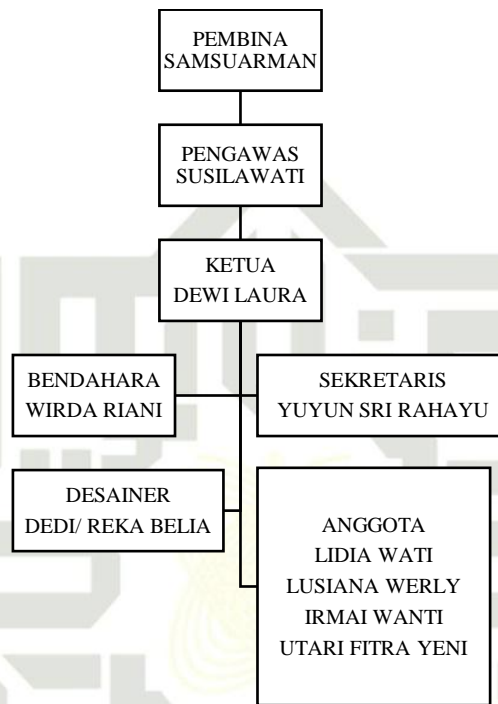 PEMBINA
SAMSUARMAN
PENGAWAS
SUSILAWATI
KETUA
DEWI LAURA
BENDAHARA
WIRDA RIANI
SEKRETARIS
YUYUN SRI RAHAYU
DESAINER
DEDI/ REKA BELIA
ANGGOTA
LIDIA WATI
LUSIANA WERLY
IRMAI WANTI
UTARI FITRA YENI